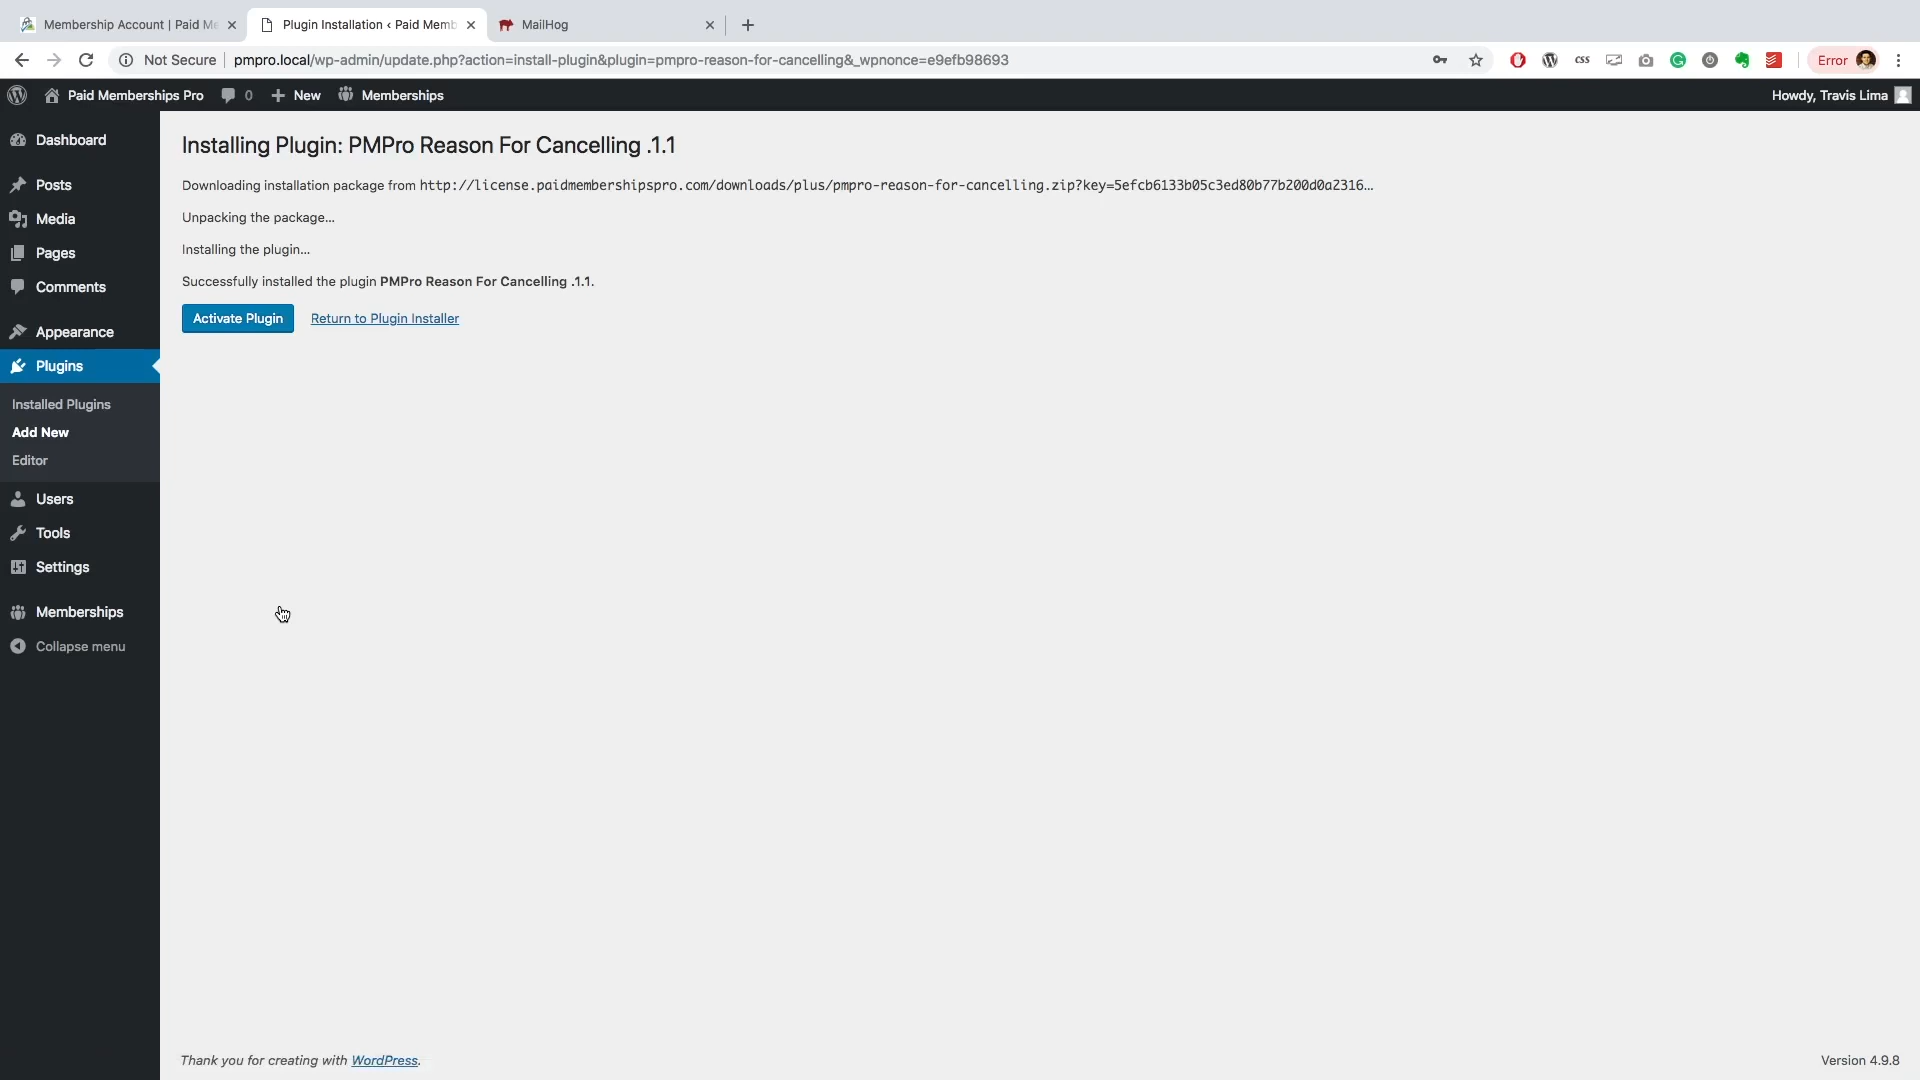 Membership Account | Paid Me
Plugin Installation ‹ Paid Memb
MailHog
Not Secure
pmpro.local/wp-admin/update.php?action=install-plugin&plugin=pmpro-reason-for-cancelling&_wpnonce=e9efb98693
css
Error
Paid Memberships Pro
0
New
Memberships
Howdy, Travis Lima
Dashboard
Posts
Media
Pages
Comments
Appearance
Plugins
Installed Plugins
Add New
Editor
Users
Tools
Settings
Memberships
Collapse menu
Installing Plugin: PMPro Reason For Cancelling .1.1
Downloading installation package from http://license.paidmembershipspro.com/downloads/plus/pmpro-reason-for-cancelling.zip?key=5efcb6133b05c3ed80b77b200d0a2316…
Unpacking the package…
Installing the plugin…
Successfully installed the plugin PMPro Reason For Cancelling .1.1.
Activate Plugin
Return to Plugin Installer
Thank you for creating with WordPress.
Version 4.9.8